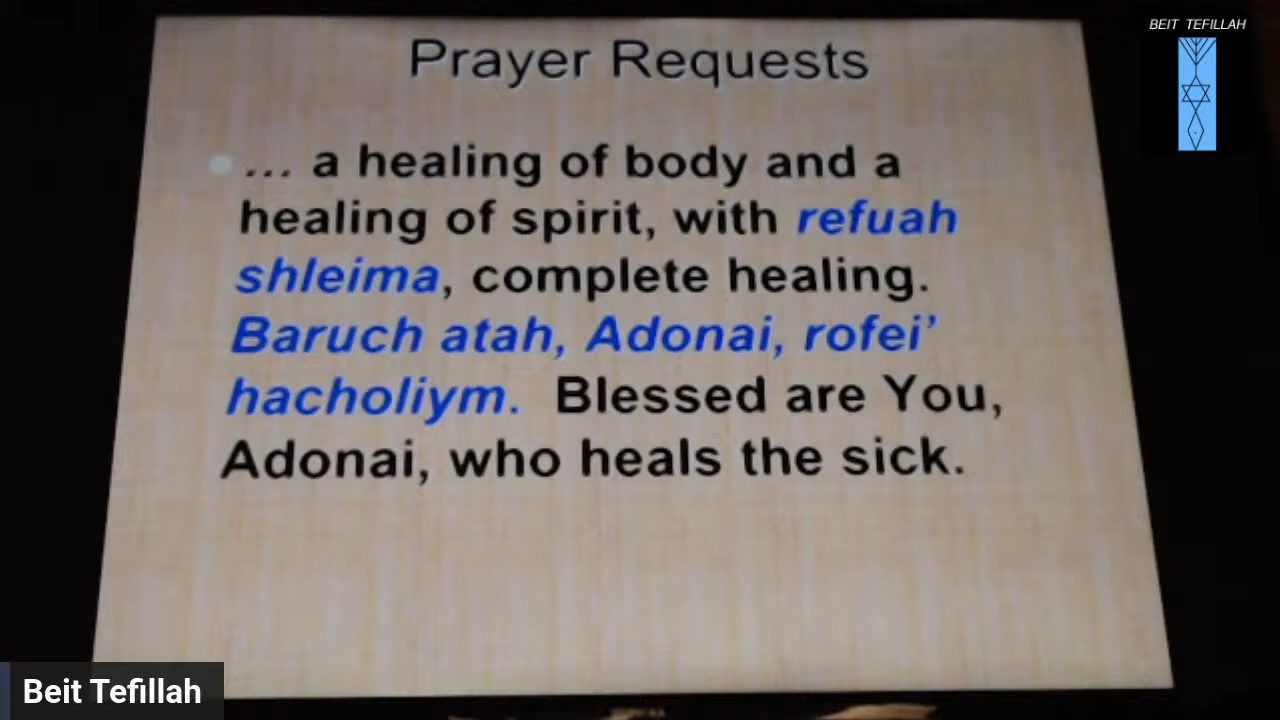 BEIT TEFILLAH
Prayer Requests
... a healing of body and a
healing of spirit, with refuah
shleima, complete healing.
Baruch atah, Adonai, rofei’
hacholiym. Blessed are You,
Adonai, who heals the sick.
Beit Tefillah